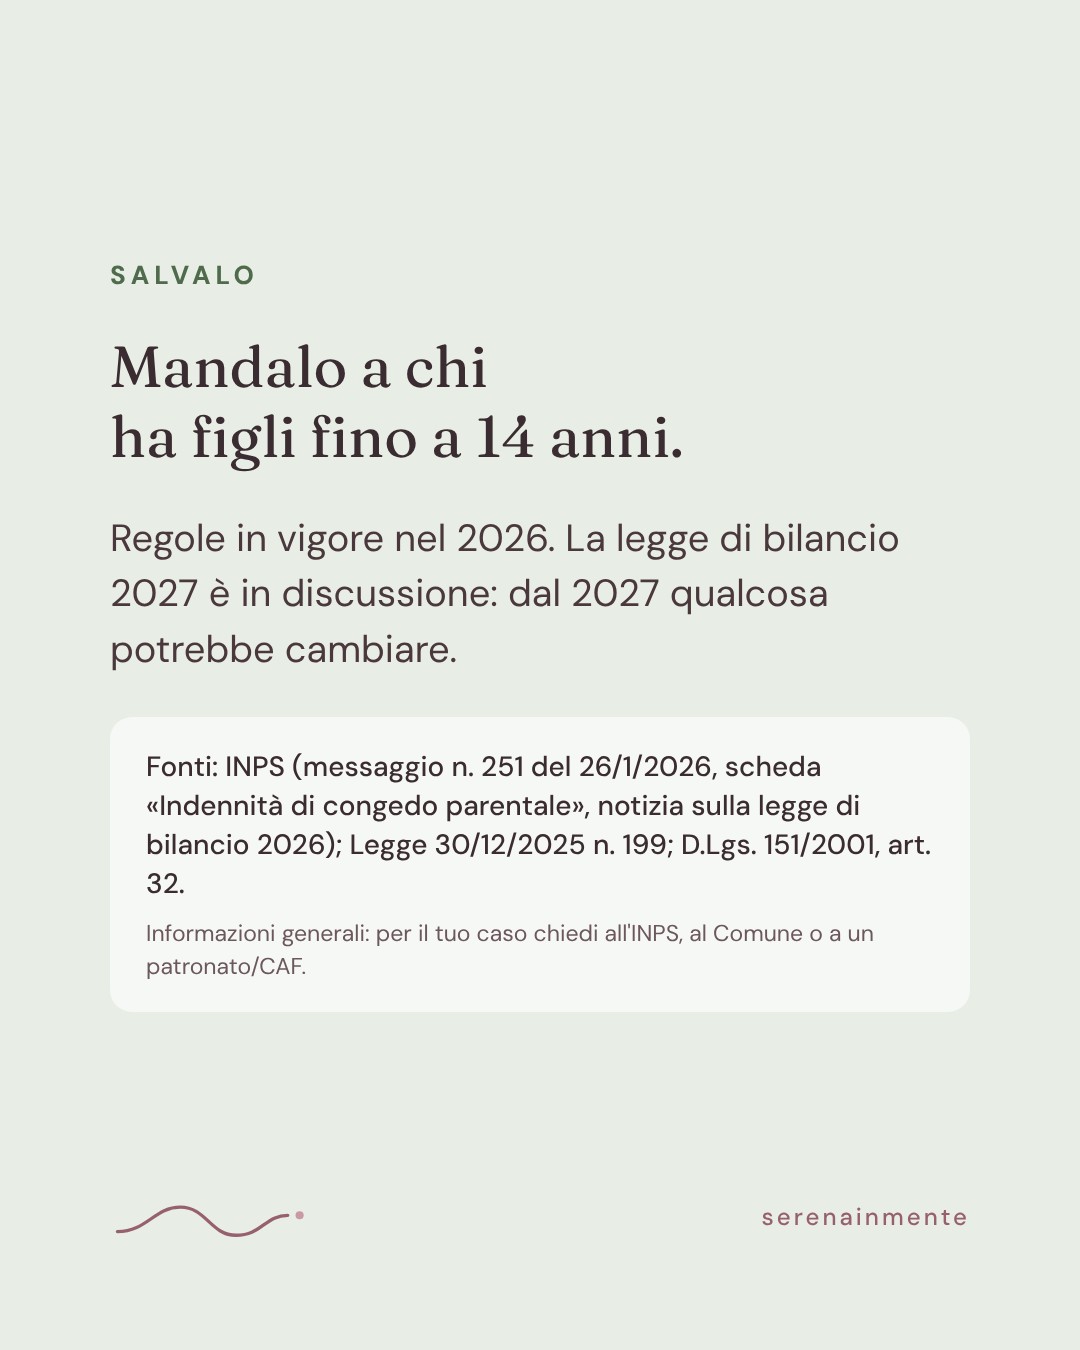 SALVALO
Mandalo a chi
ha figli fino a 14 anni.
Regole in vigore nel 2026. La legge di bilancio
2027 è in discussione: dal 2027 qualcosa
potrebbe cambiare.
Fonti: INPS (messaggio n. 251 del 26/1/2026, scheda
«Indennità di congedo parentale», notizia sulla legge di
bilancio 2026); Legge 30/12/2025 n. 199; D.Lgs. 151/2001, art.
32.
Informazioni generali: per il tuo caso chiedi all'INPS, al Comune o a un
patronato/CAF.
serenainmente